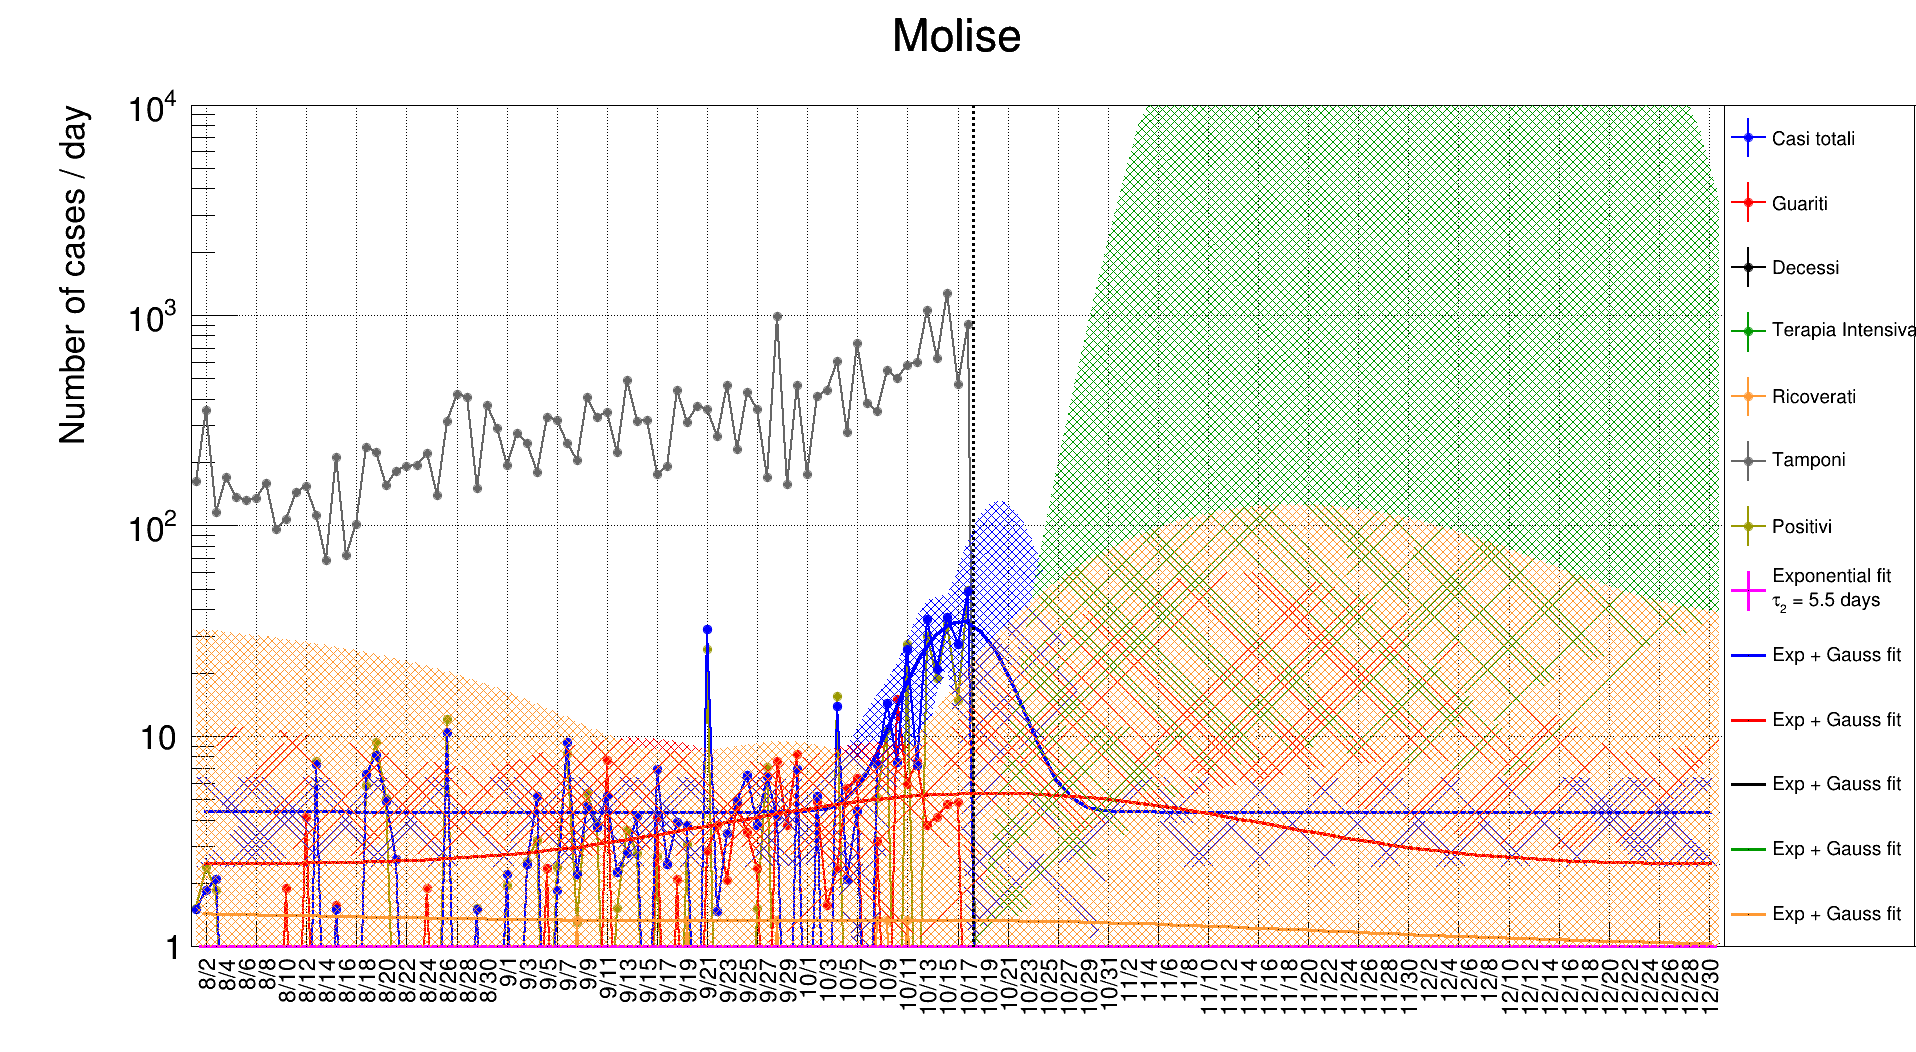 Molise
Number of cases / day
10^4
10^3
10^2
10
1
8/2 8/4 8/6 8/8 8/10 8/12 8/14 8/16 8/18 8/20 8/22 8/24 8/26 8/28 8/30 9/1 9/3 9/5 9/7 9/9 9/11 9/13 9/15 9/17 9/19 9/21 9/23 9/25 9/27 9/29 10/1 10/3 10/5 10/7 10/9 10/11 10/13 10/15 10/17 10/19 10/21 10/23 10/25 10/27 10/29 10/31 11/2 11/4 11/6 11/8 11/10 11/12 11/14 11/16 11/18 11/20 11/22 11/24 11/26 11/28 11/30 12/2 12/4 12/6 12/8 12/10 12/12 12/14 12/16 12/18 12/20 12/22 12/24 12/26 12/28 12/30
Casi totali
Guariti
Decessi
Terapia Intensiva
Ricoverati
Tamponi
Positivi
Exponential fit
τ2 = 5.5 days
Exp + Gauss fit
Exp + Gauss fit
Exp + Gauss fit
Exp + Gauss fit
Exp + Gauss fit